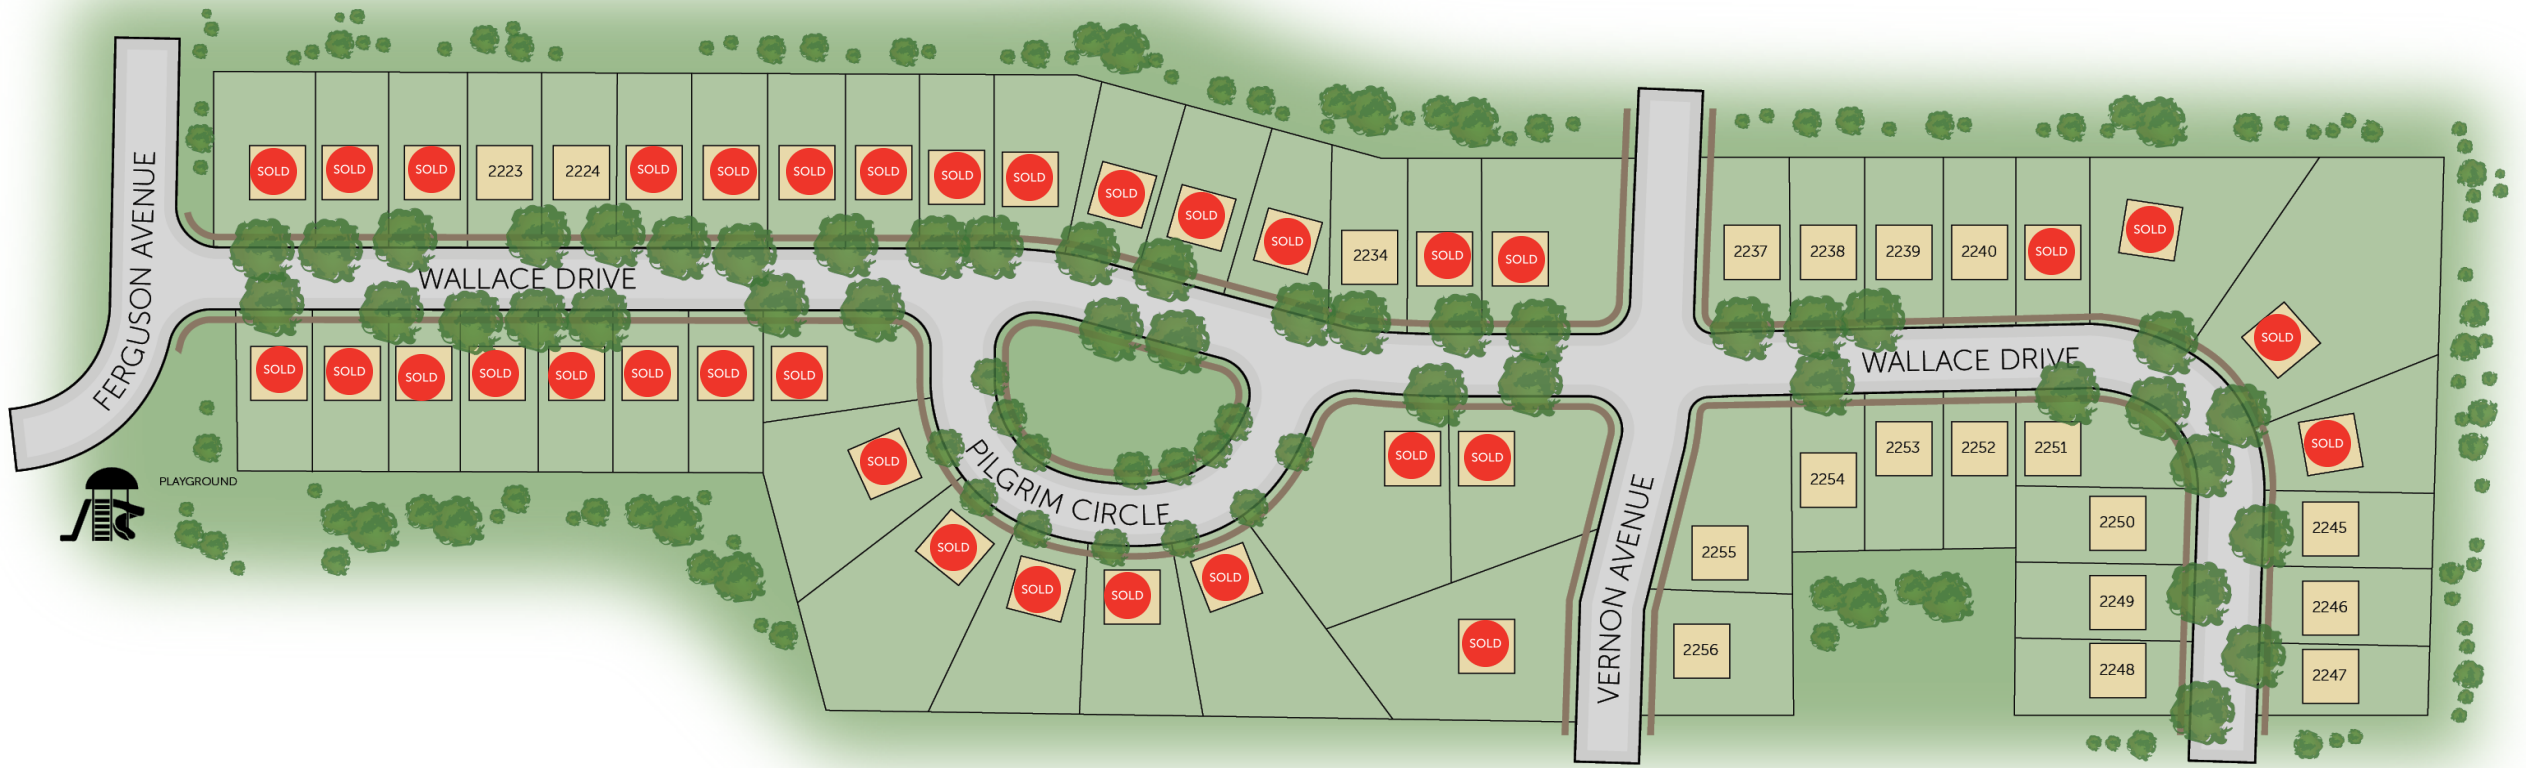 SOLD
SOLD
SOLD
2223
2224
SOLD
SOLD
SOLD
SOLD
SOLD
SOLD
SOLD
SOLD
SOLD
2234
SOLD
SOLD
2237
2238
2239
2240
SOLD
SOLD
FERGUSON AVENUE
WALLACE DRIVE
WALLACE DRIVE
SOLD
SOLD
SOLD
SOLD
SOLD
SOLD
SOLD
SOLD
SOLD
SOLD
SOLD
SOLD
SOLD
2254
2253
2252
2251
PLAYGROUND
PILGRIM CIRCLE
VERNON AVENUE
2250
2245
SOLD
SOLD
SOLD
SOLD
2255
2249
2246
SOLD
2256
2248
2247